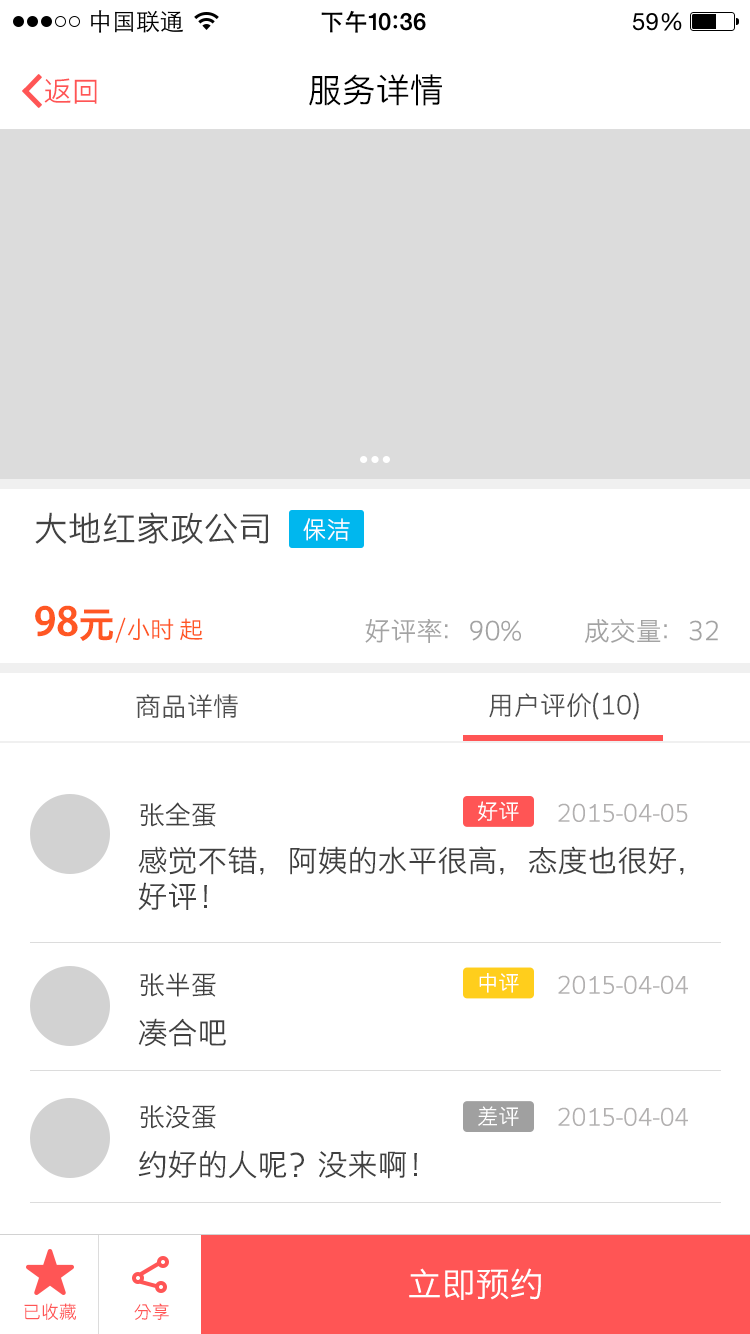 中国联通 下午10:36 59%
返回 服务详情
大地红家政公司 保洁
98元/小时 起 好评率: 90% 成交量: 32
商品详情 用户评价(10)
张全蛋 好评 2015-04-05
感觉不错，阿姨的水平很高，态度也很好，
好评！
张半蛋 中评 2015-04-04
凑合吧
张没蛋 差评 2015-04-04
约好的人呢？没来啊！
已收藏 分享 立即预约